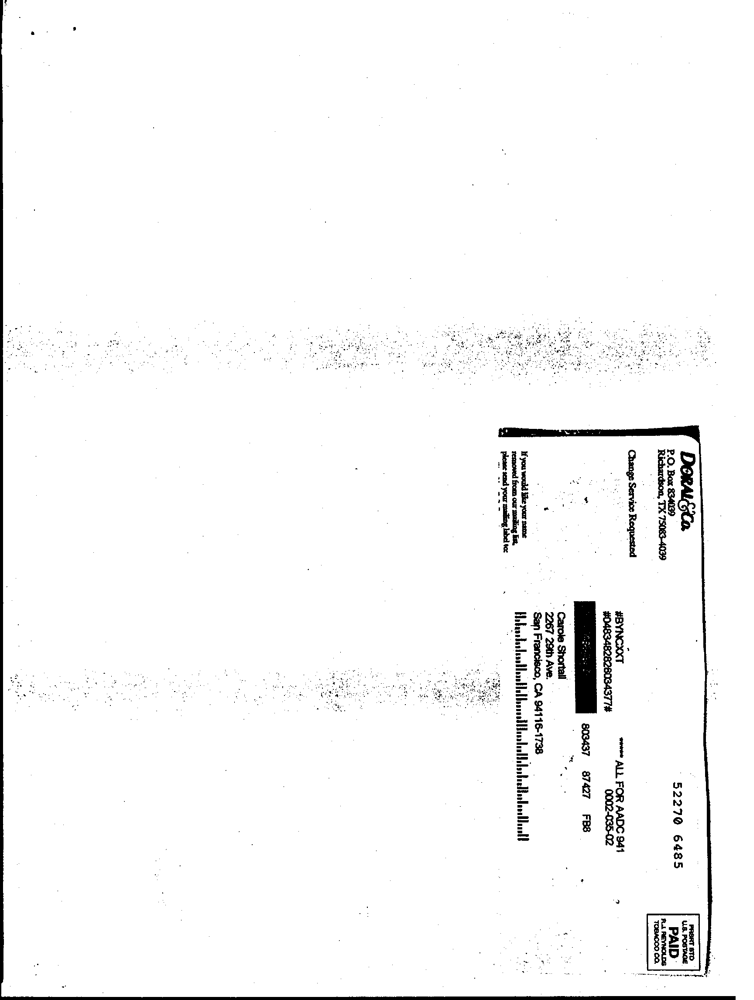 DORAL & Co.
P.O. Box 834039
Richardson, TX 75083-4039
Change Service Requested
If you would like your name
removed from our mailing list,
please send your mailing label to:
52270 6485
PRSRT STD
U.S. POSTAGE
PAID
R.J. REYNOLDS
TOBACCO CO.
#BYNCXXT ***** ALL FOR AADC 941
#0483482826034377# 0002-035-02
803437 87427 FB8
Carole Shortall
2267 29th Ave.
San Francisco, CA 94116-1738